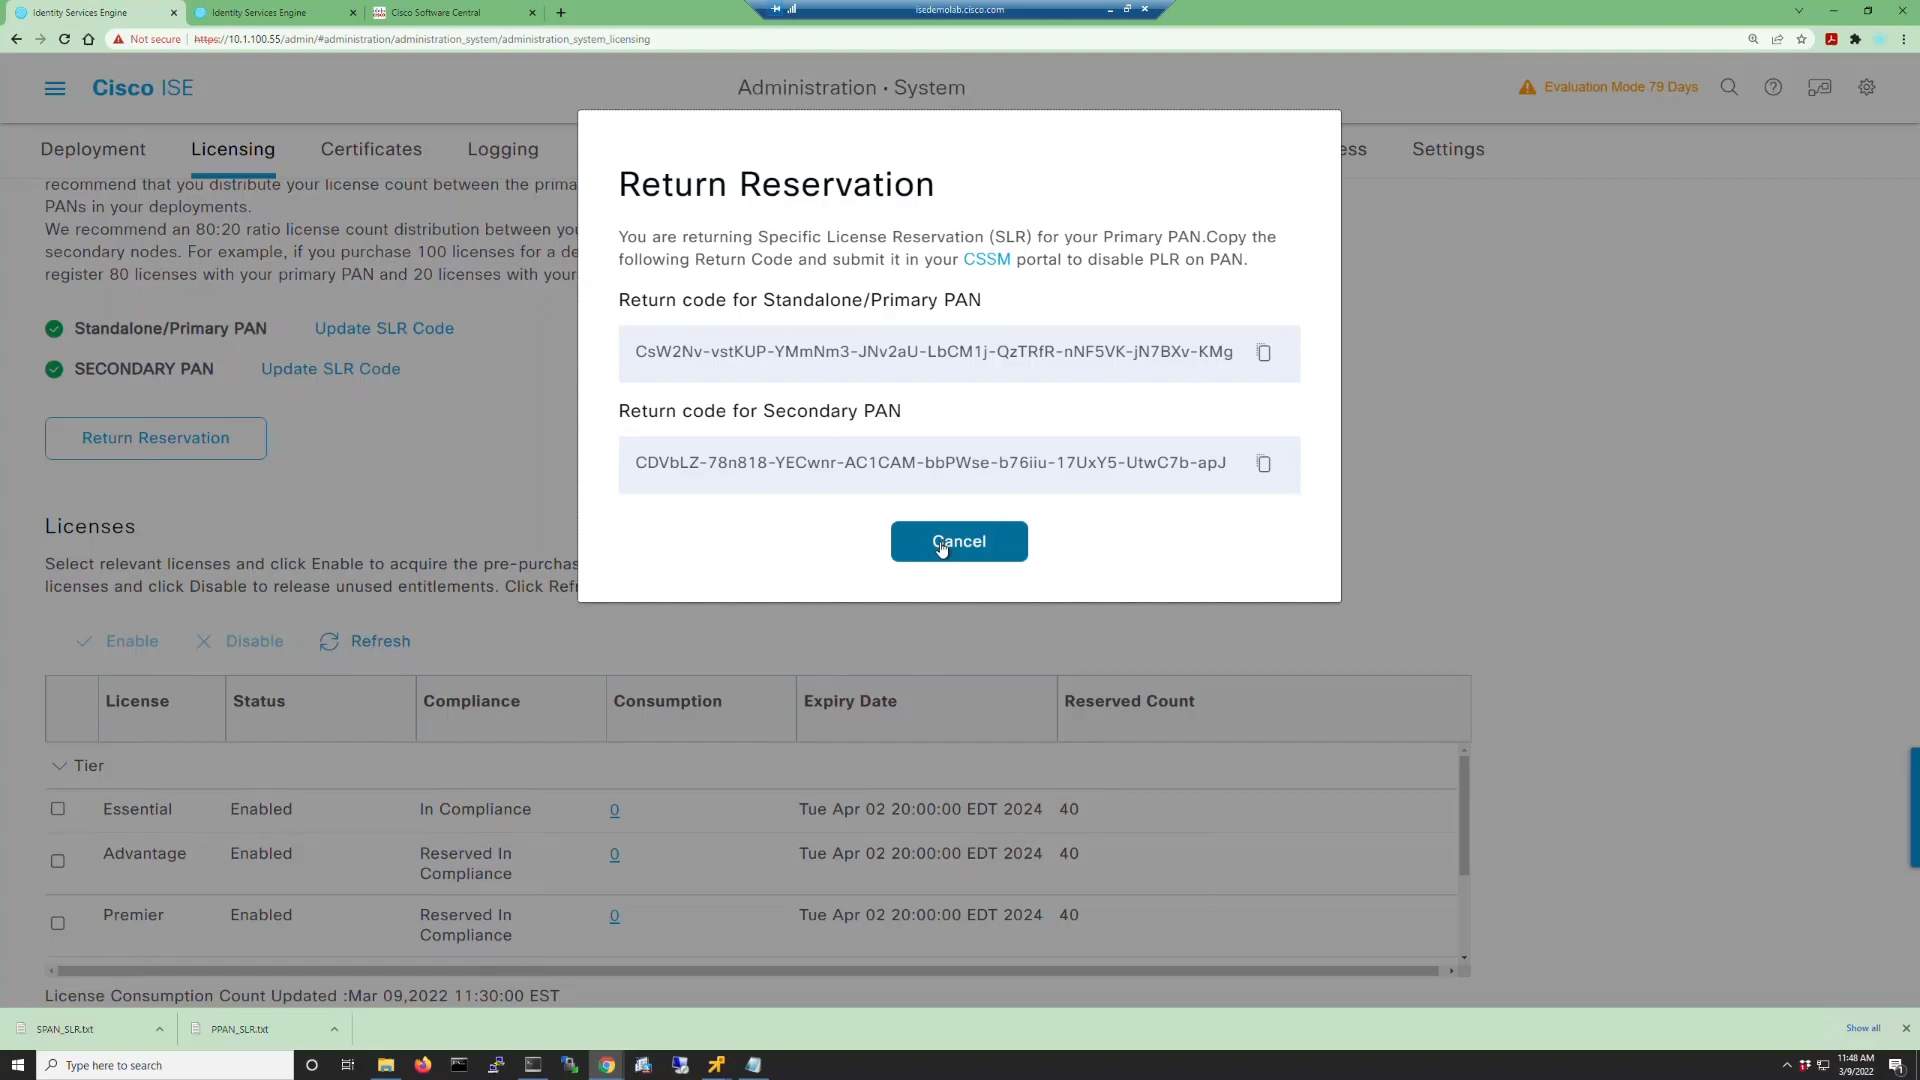 Identity Services Engine
Identity Services Engine
Cisco Software Central
isedemolab.cisco.com
Not secure
https://10.1.100.55/admin/#administration/administration_system/administration_system_licensing
Cisco ISE
Administration • System
Evaluation Mode 79 Days
Deployment
Licensing
Certificates
Logging
ess
Settings
recommend that you distribute your license count between the prima
PANs in your deployments.
We recommend an 80:20 ratio license count distribution between you
secondary nodes. For example, if you purchase 100 licenses for a de
register 80 licenses with your primary PAN and 20 licenses with your
Standalone/Primary PAN Update SLR Code
SECONDARY PAN Update SLR Code
Return Reservation
Return Reservation
You are returning Specific License Reservation (SLR) for your Primary PAN.Copy the
following Return Code and submit it in your CSSM portal to disable PLR on PAN.
Return code for Standalone/Primary PAN
CsW2Nv-vstKUP-YMmNm3-JNv2aU-LbCM1j-QzTRfR-nNF5VK-jN7BXv-KMg
Return code for Secondary PAN
CDVbLZ-78n818-YECwnr-AC1CAM-bbPWse-b76iiu-17UxY5-UtwC7b-apJ
Cancel
Licenses
Select relevant licenses and click Enable to acquire the pre-purchas
licenses and click Disable to release unused entitlements. Click Ref
Enable Disable Refresh
License Status Compliance Consumption Expiry Date Reserved Count
Tier
Essential Enabled In Compliance 0 Tue Apr 02 20:00:00 EDT 2024 40
Advantage Enabled Reserved In Compliance 0 Tue Apr 02 20:00:00 EDT 2024 40
Premier Enabled Reserved In Compliance 0 Tue Apr 02 20:00:00 EDT 2024 40
License Consumption Count Updated :Mar 09,2022 11:30:00 EST
SPAN_SLR.txt
PPAN_SLR.txt
Show all
Type here to search
11:48 AM
3/9/2022